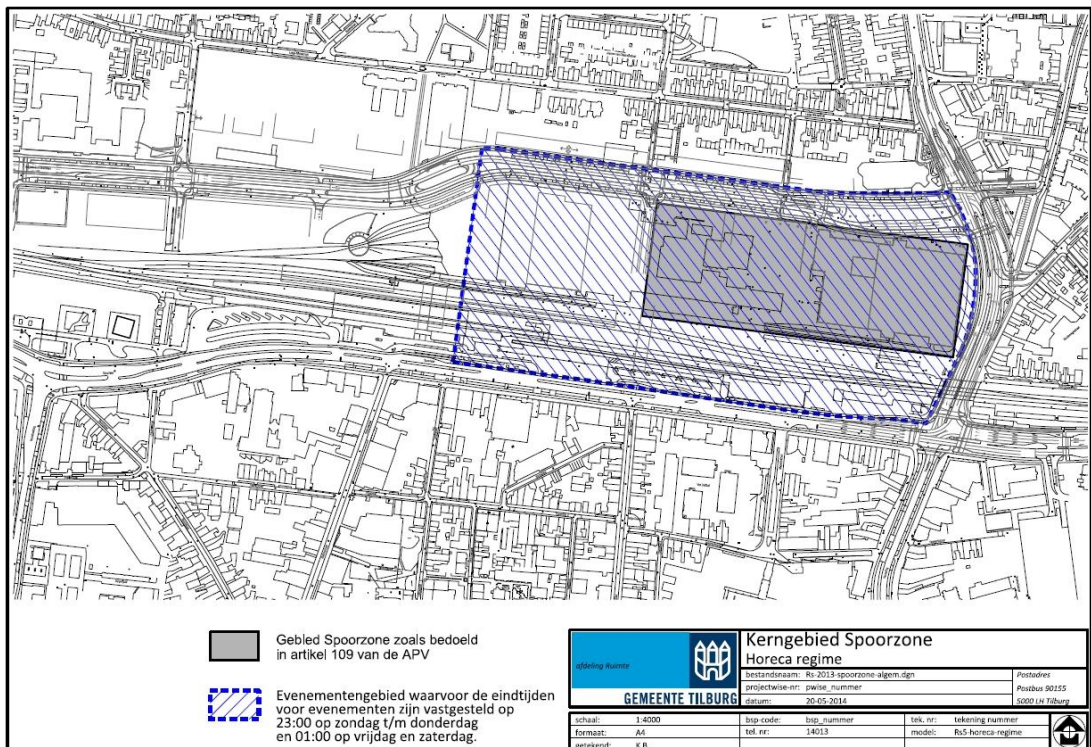 Gebied Spoorzone zoals bedoeld
in artikel 109 van de APV
Evenementengebied waarvoor de eindtijden
voor evenementen zijn vastgesteld op
23:00 op zondag t/m donderdag
en 01:00 op vrijdag en zaterdag.
afdeling Ruimte
GEMEENTE TILBURG
Kerngebied Spoorzone
Horeca regime
bestandsnaam: Rs-2013-spoorzone-algem.dgn
projectwise-nr: pwise_nummer
datum: 20-05-2014
Postadres
Postbus 90155
5000 LH Tilburg
schaal: 1:4000 bsp-code: bsp_nummer tek. nr: tekening nummer
formaat: A4 tel. nr: 14013 model: Rs5-horeca-regime
getekend: K.B.